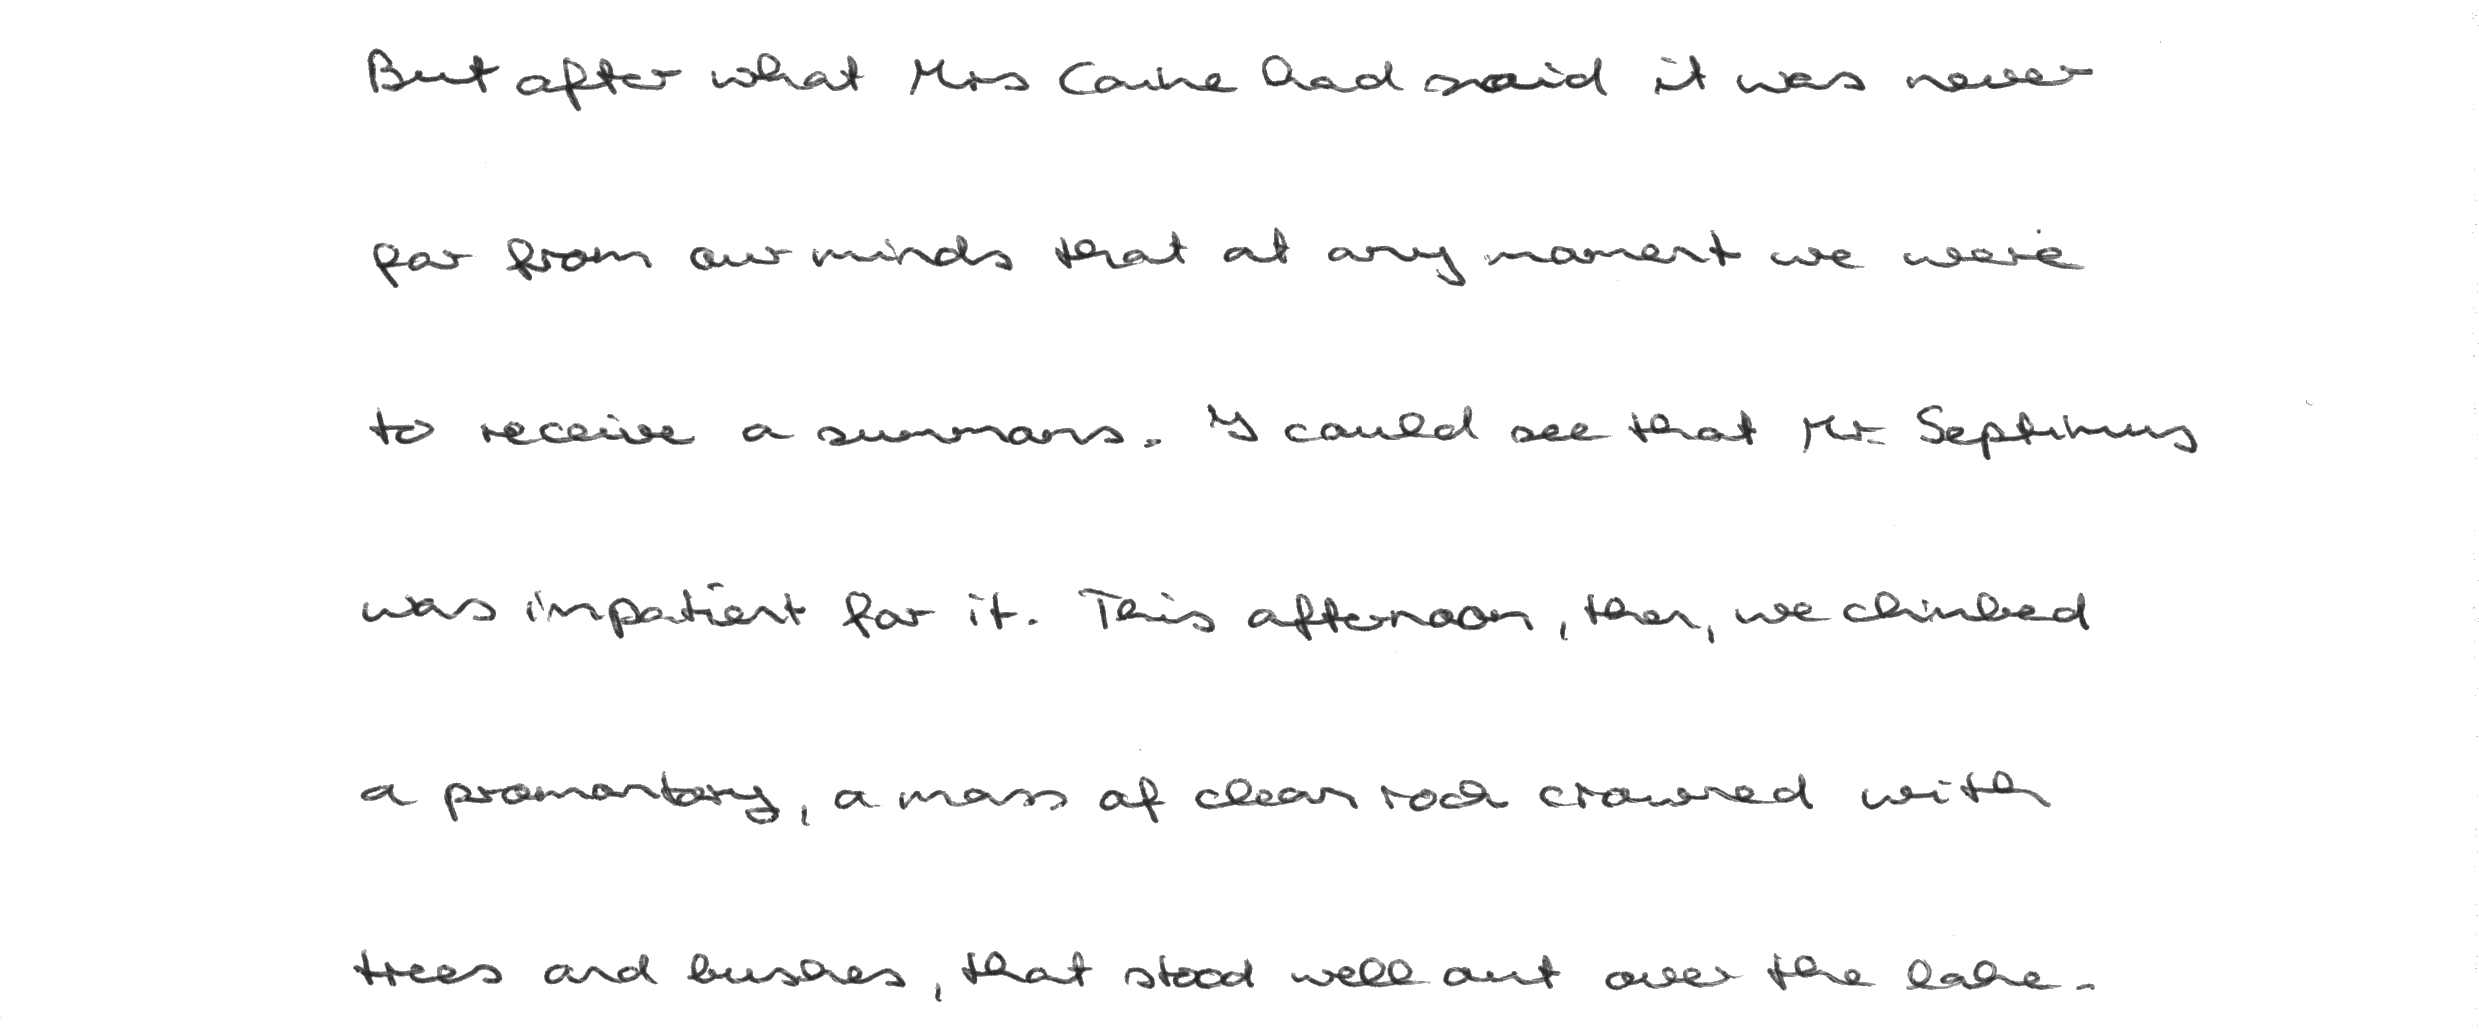 But after what Mrs Caine had said it was never
far from our minds that at any moment we were
to receive a summons. I could see that Mr. Septimus
was impatient for it. This afternoon, then, we climbed
a promontory, a mass of clean rock crowned with
trees and bushes, that stood well out over the lake.